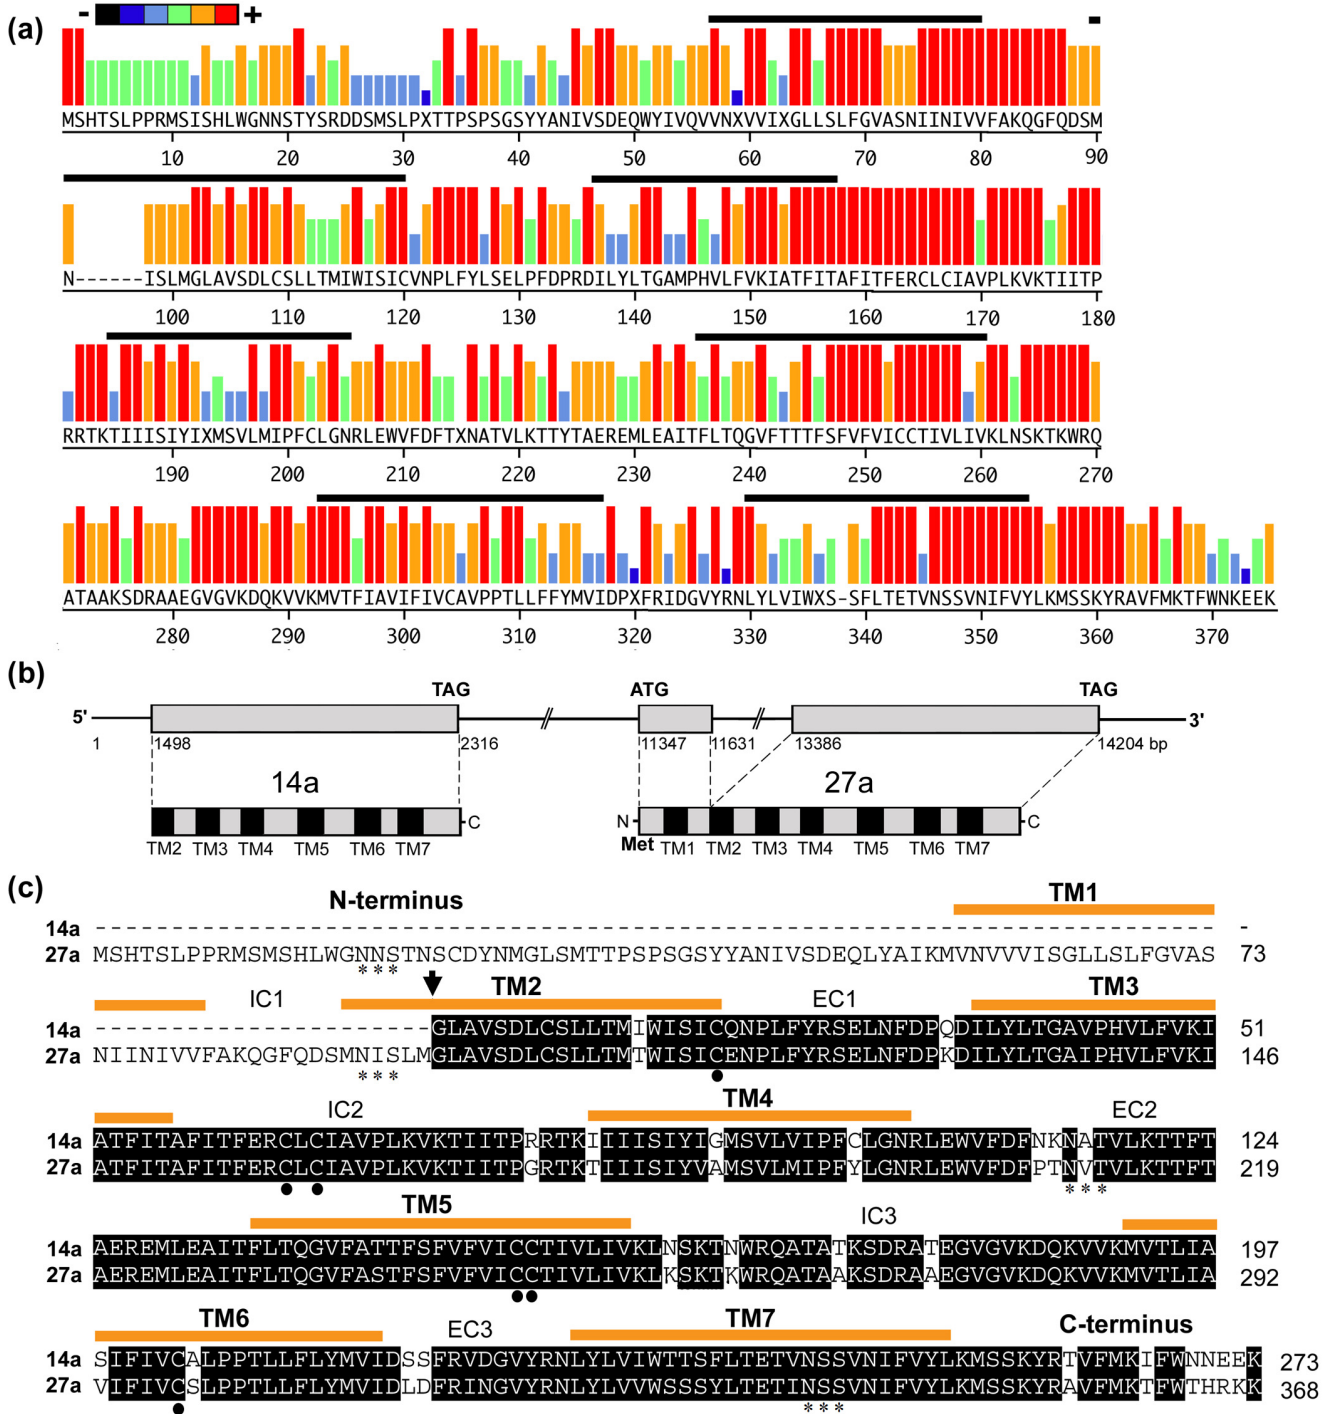 (a)
- +
MSHTSLPPRMSISHLWGNNSTYSRDDSMSLPXTTPSPSGSYYANIVSDEQWYIVQVVNXVVIXGLLSLFGVASNIINIVVFAKQGFQDSM
10 20 30 40 50 60 70 80 90
N------ISLMGLAVSDLCSLLTMIWISICVNPLFYLSELPFDPRDILYLTGAMPHVLFVKIATFITAFITFERCLCIAVPLKVKTIITP
100 110 120 130 140 150 160 170 180
RRTKTIIISIYIXMSVLMIPFCLGNRLEWVFDFTXNATVLKTTYTAEREMLEAITFLTQGVFTTTFSFVFVICCTIVLIVKLNSKTKWRQ
190 200 210 220 230 240 250 260 270
ATAAKSDRAAEGVGVKDQKVVKMVTFIAVIFIVCAVPPTLLFFYMVIDPXFRIDGVYRNLYLVIWXS-SFLTETVNSSVNIFVYLKMSSKYRAVFMKTFWNKEEK
280 290 300 310 320 330 340 350 360 370
(b)
TAG ATG TAG
5' 3'
1 1498 2316 11347 11631 13386 14204 bp
14a 27a
C N Met C
TM2 TM3 TM4 TM5 TM6 TM7 TM1 TM2 TM3 TM4 TM5 TM6 TM7
(c)
N-terminus TM1
14a -------------------------------------------------------------------------- -
27a MSHTSLPPRMSMSHLWGNNSTNSCDYNMGLSMTTPSPSGSYYANIVSDEQLYAIKMVNVVVISGLLSLFGVAS 73
***
IC1 TM2 EC1 TM3
14a ----------------------GLAVSDLCSLLTMIWISICQNPLFYRSELNFDPQDILYLTGAVPHVLFVKI 51
27a NIINIVVFAKQGFQDSMNISLMGLAVSDLCSLLTMTWISICENPLFYRSELNFDPKDILYLTGAIPHVLFVKI 146
*** ●
IC2 TM4 EC2
14a ATFITAFITFERCLCIAVPLKVKTIITPRRTKIIIISIYIGMSVLVIPFCLGNRLEWVFDFNKNATVLKTTFT 124
27a ATFITAFITFERCLCIAVPLKVKTIITPGRTKTIIISIYVAMSVLMIPFYLGNRLEWVFDFPTNVTVLKTTFT 219
● ● ***
TM5 IC3
14a AEREMLEAITFLTQGVFATTFSFVFVICCTIVLIVKLNSKTNWRQATATKSDRATEGVGVKDQKVVKMVTLIA 197
27a AEREMLEAITFLTQGVFASTFSFVFVICCTIVLIVKLKSKTKWRQATAAKSDRAAEGVGVKDQKVVKMVTLIA 292
●●
TM6 EC3 TM7 C-terminus
14a SIFIVCALPPTLLFLYMVIDSSFRVDGVYRNLYLVIWTTSFLTETVNSSVNIFVYLKMSSKYRTVFMKIFWNNEEK 273
27a VIFIVCSLPPTLLFLYMVIDLDFRINGVYRNLYLVVWSSSYLTETINSSVNIFVYLKMSSKYRAVFMKTFWTHRKK 368
● ***